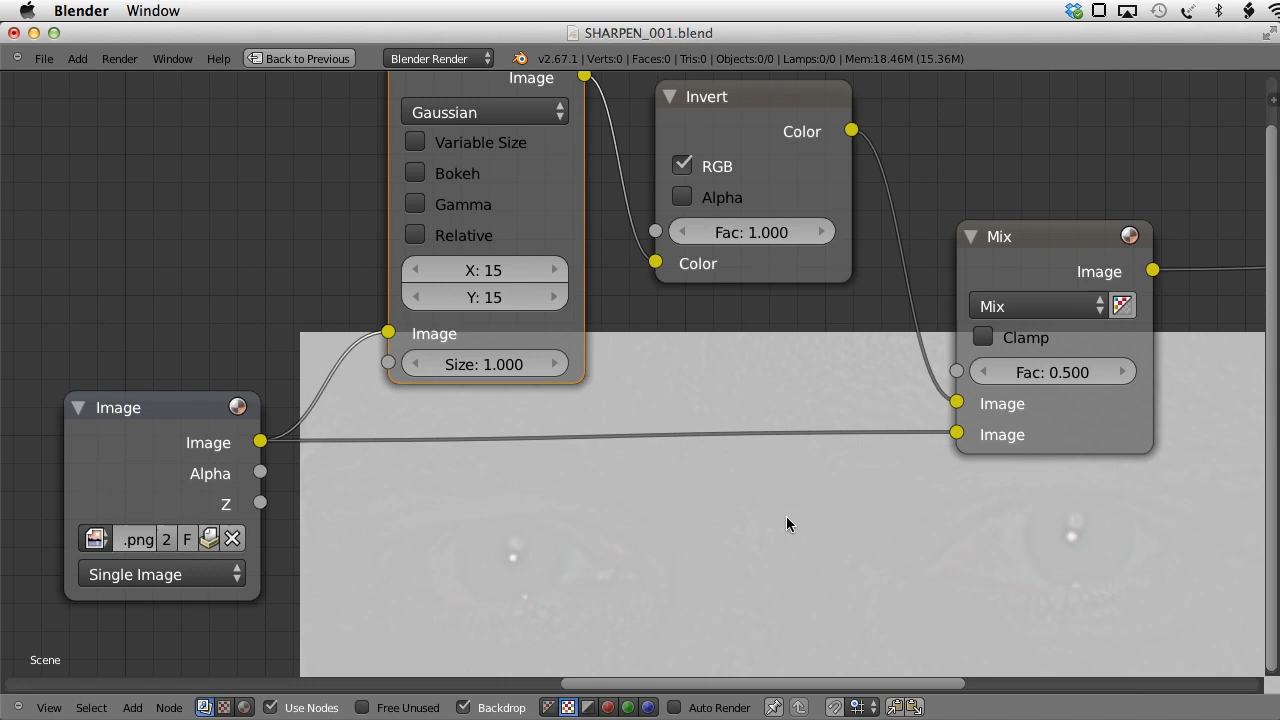 Blender Window
SHARPEN_001.blend
File Add Render Window Help Back to Previous Blender Render v2.67.1 | Verts:0 | Faces:0 | Tris:0 | Objects:0/0 | Lamps:0/0 | Mem:18.46M (15.36M)
Image
Gaussian
Variable Size
Bokeh
Gamma
Relative
X: 15
Y: 15
Image
Size: 1.000
Invert
Color
RGB
Alpha
Fac: 1.000
Color
Mix
Image
Mix
Clamp
Fac: 0.500
Image
Image
Image
Image
Alpha
Z
.png 2 F
Single Image
Scene
View Select Add Node Use Nodes Free Unused Backdrop Auto Render